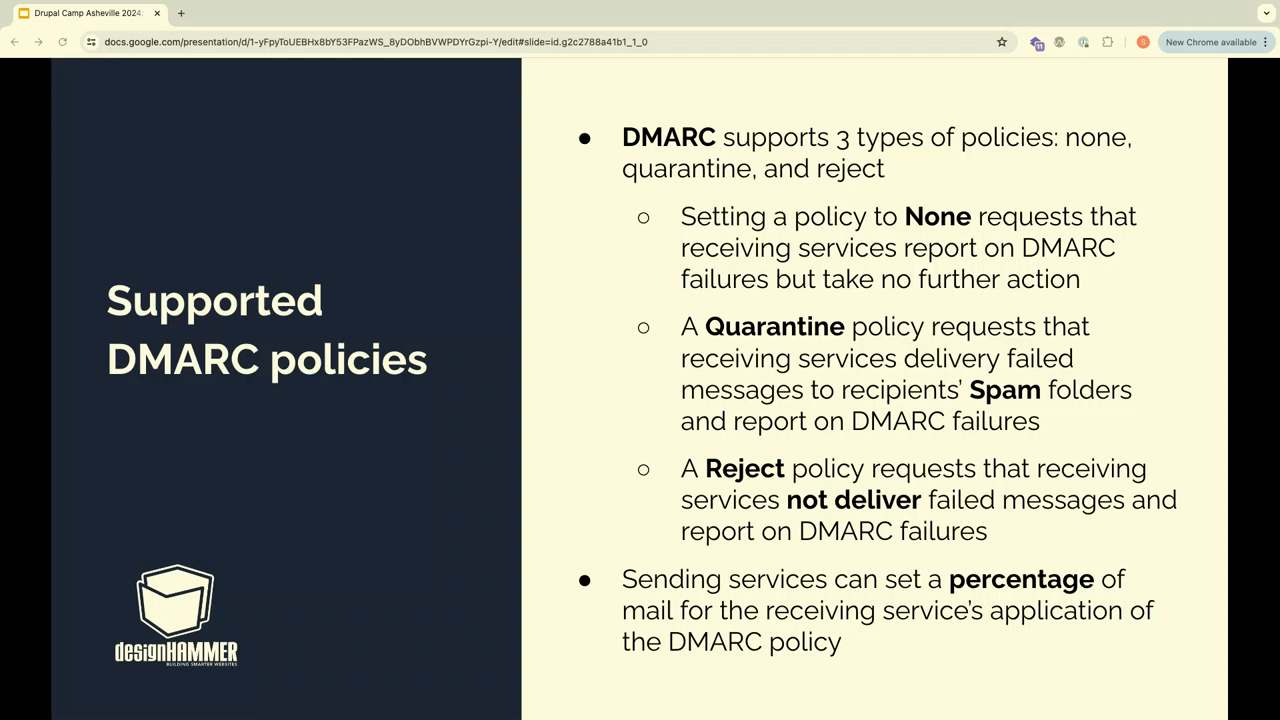 Drupal Camp Asheville 2024:
docs.google.com/presentation/d/1-yFpyToUEBHx8bY53FPazWS_8yDObhBVWPDYrGzpi-Y/edit#slide=id.g2c2788a41b1_1_0
11
S
New Chrome available
Supported
DMARC policies
designHAMMER
BUILDING SMARTER WEBSITES
● DMARC supports 3 types of policies: none,
quarantine, and reject
○ Setting a policy to None requests that
receiving services report on DMARC
failures but take no further action
○ A Quarantine policy requests that
receiving services delivery failed
messages to recipients’ Spam folders
and report on DMARC failures
○ A Reject policy requests that receiving
services not deliver failed messages and
report on DMARC failures
● Sending services can set a percentage of
mail for the receiving service’s application of
the DMARC policy